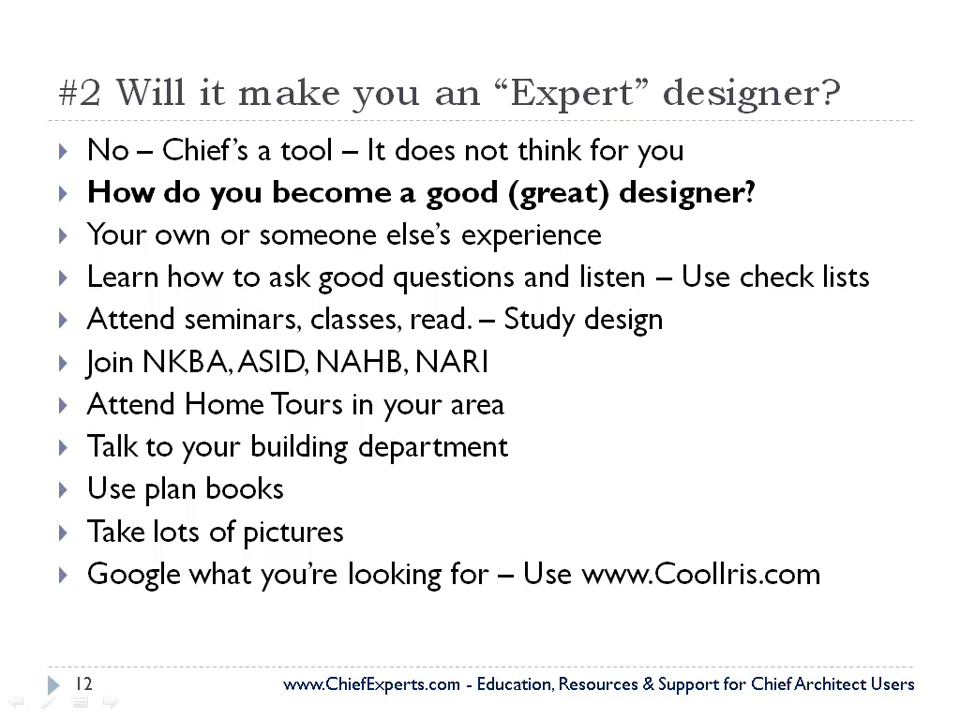 #2 Will it make you an “Expert” designer?
No – Chief’s a tool – It does not think for you
How do you become a good (great) designer?
Your own or someone else’s experience
Learn how to ask good questions and listen – Use check lists
Attend seminars, classes, read. – Study design
Join NKBA, ASID, NAHB, NARI
Attend Home Tours in your area
Talk to your building department
Use plan books
Take lots of pictures
Google what you’re looking for – Use www.CoolIris.com
12
www.ChiefExperts.com - Education, Resources & Support for Chief Architect Users